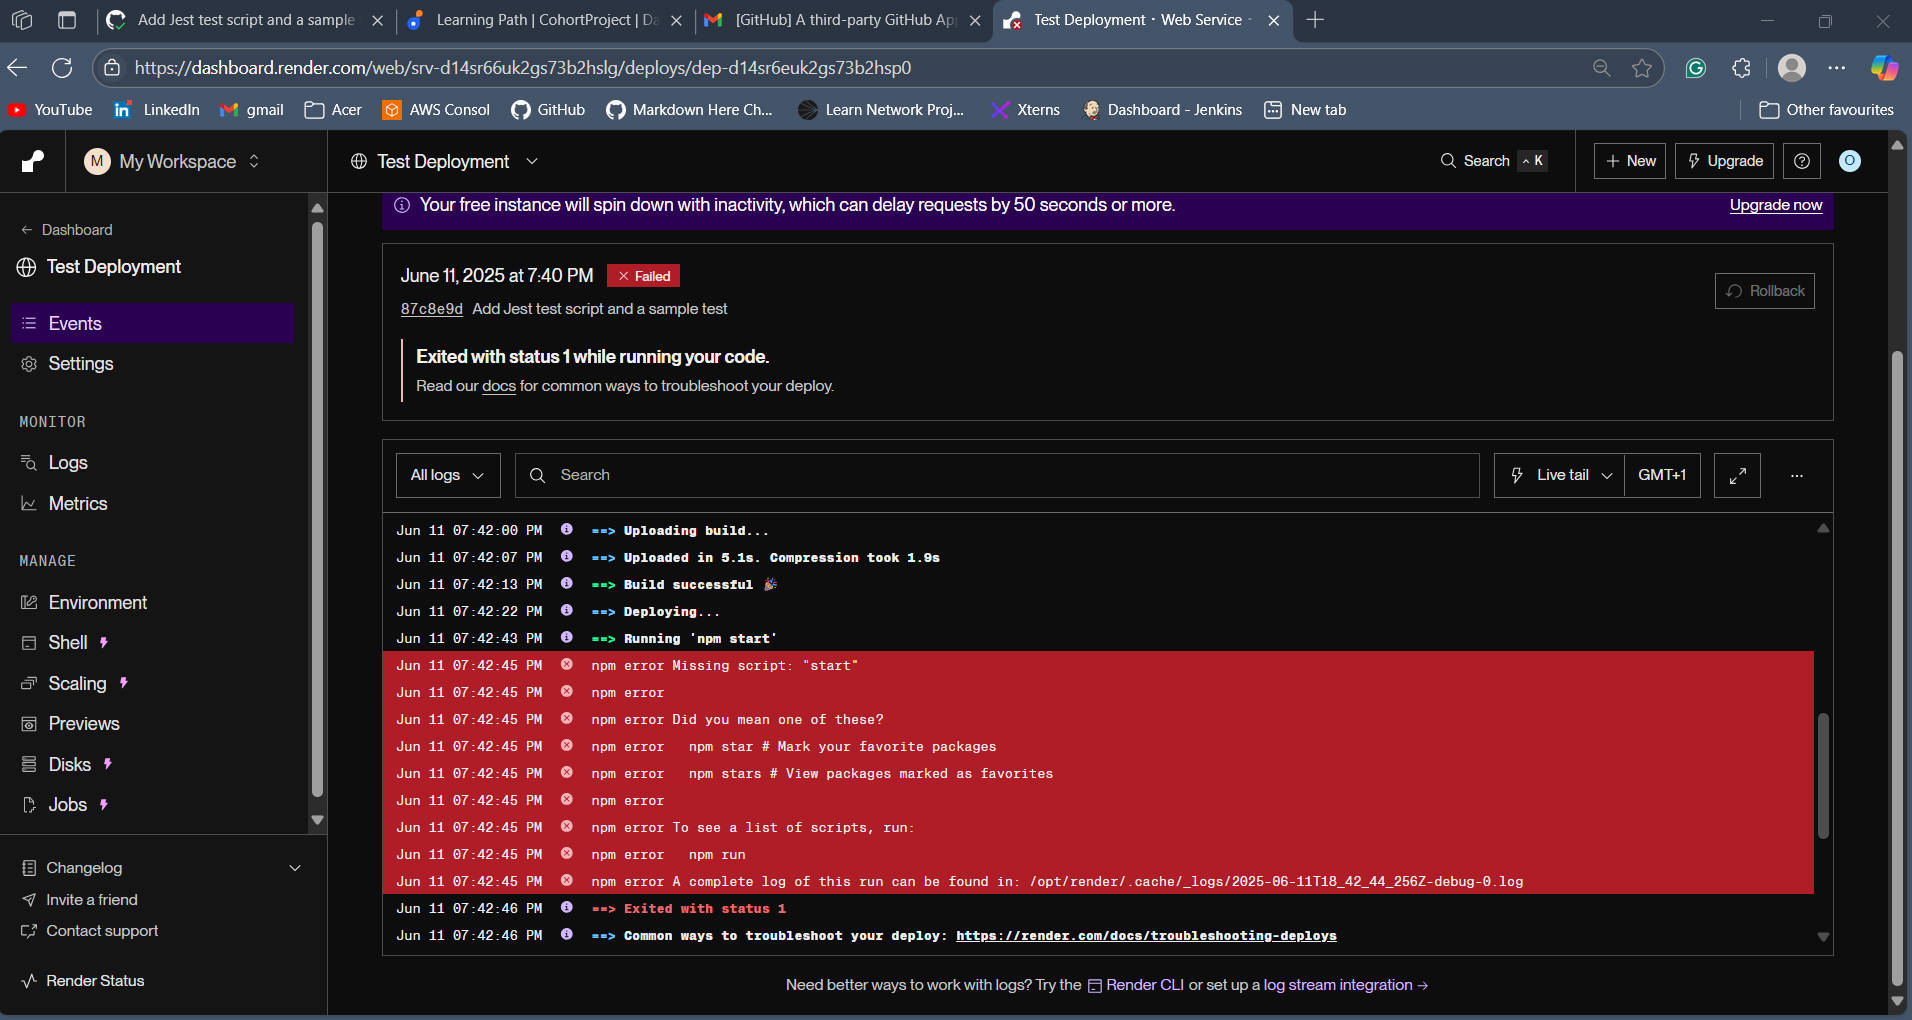 Add Jest test script and a sample
Learning Path | CohortProject | Da
[GitHub] A third-party GitHub App
Test Deployment · Web Service ·
https://dashboard.render.com/web/srv-d14sr66uk2gs73b2hslg/deploys/dep-d14sr6euk2gs73b2hsp0
YouTube
LinkedIn
gmail
Acer
AWS Consol
GitHub
Markdown Here Ch...
Learn Network Proj...
Xterns
Dashboard - Jenkins
New tab
Other favourites
M My Workspace
Test Deployment
Search ^ K
+ New
Upgrade
O
← Dashboard
Test Deployment
Events
Settings
MONITOR
Logs
Metrics
MANAGE
Environment
Shell
Scaling
Previews
Disks
Jobs
Changelog
Invite a friend
Contact support
Render Status
Your free instance will spin down with inactivity, which can delay requests by 50 seconds or more.
Upgrade now
June 11, 2025 at 7:40 PM × Failed
87c8e9d Add Jest test script and a sample test
Rollback
Exited with status 1 while running your code.
Read our docs for common ways to troubleshoot your deploy.
All logs
Search
Live tail
GMT+1
...
Jun 11 07:42:00 PM ==> Uploading build...
Jun 11 07:42:07 PM ==> Uploaded in 5.1s. Compression took 1.9s
Jun 11 07:42:13 PM ==> Build successful 🎉
Jun 11 07:42:22 PM ==> Deploying...
Jun 11 07:42:43 PM ==> Running 'npm start'
Jun 11 07:42:45 PM npm error Missing script: "start"
Jun 11 07:42:45 PM npm error
Jun 11 07:42:45 PM npm error Did you mean one of these?
Jun 11 07:42:45 PM npm error   npm star # Mark your favorite packages
Jun 11 07:42:45 PM npm error   npm stars # View packages marked as favorites
Jun 11 07:42:45 PM npm error
Jun 11 07:42:45 PM npm error To see a list of scripts, run:
Jun 11 07:42:45 PM npm error   npm run
Jun 11 07:42:45 PM npm error A complete log of this run can be found in: /opt/render/.cache/_logs/2025-06-11T18_42_44_256Z-debug-0.log
Jun 11 07:42:46 PM ==> Exited with status 1
Jun 11 07:42:46 PM ==> Common ways to troubleshoot your deploy: https://render.com/docs/troubleshooting-deploys
Need better ways to work with logs? Try the Render CLI or set up a log stream integration →